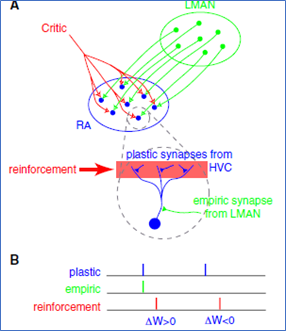 A
LMAN
Critic
RA
plastic synapses from
HVC
reinforcement
empiric synapse
from LMAN
B
plastic
empiric
reinforcement
ΔW>0 ΔW<0